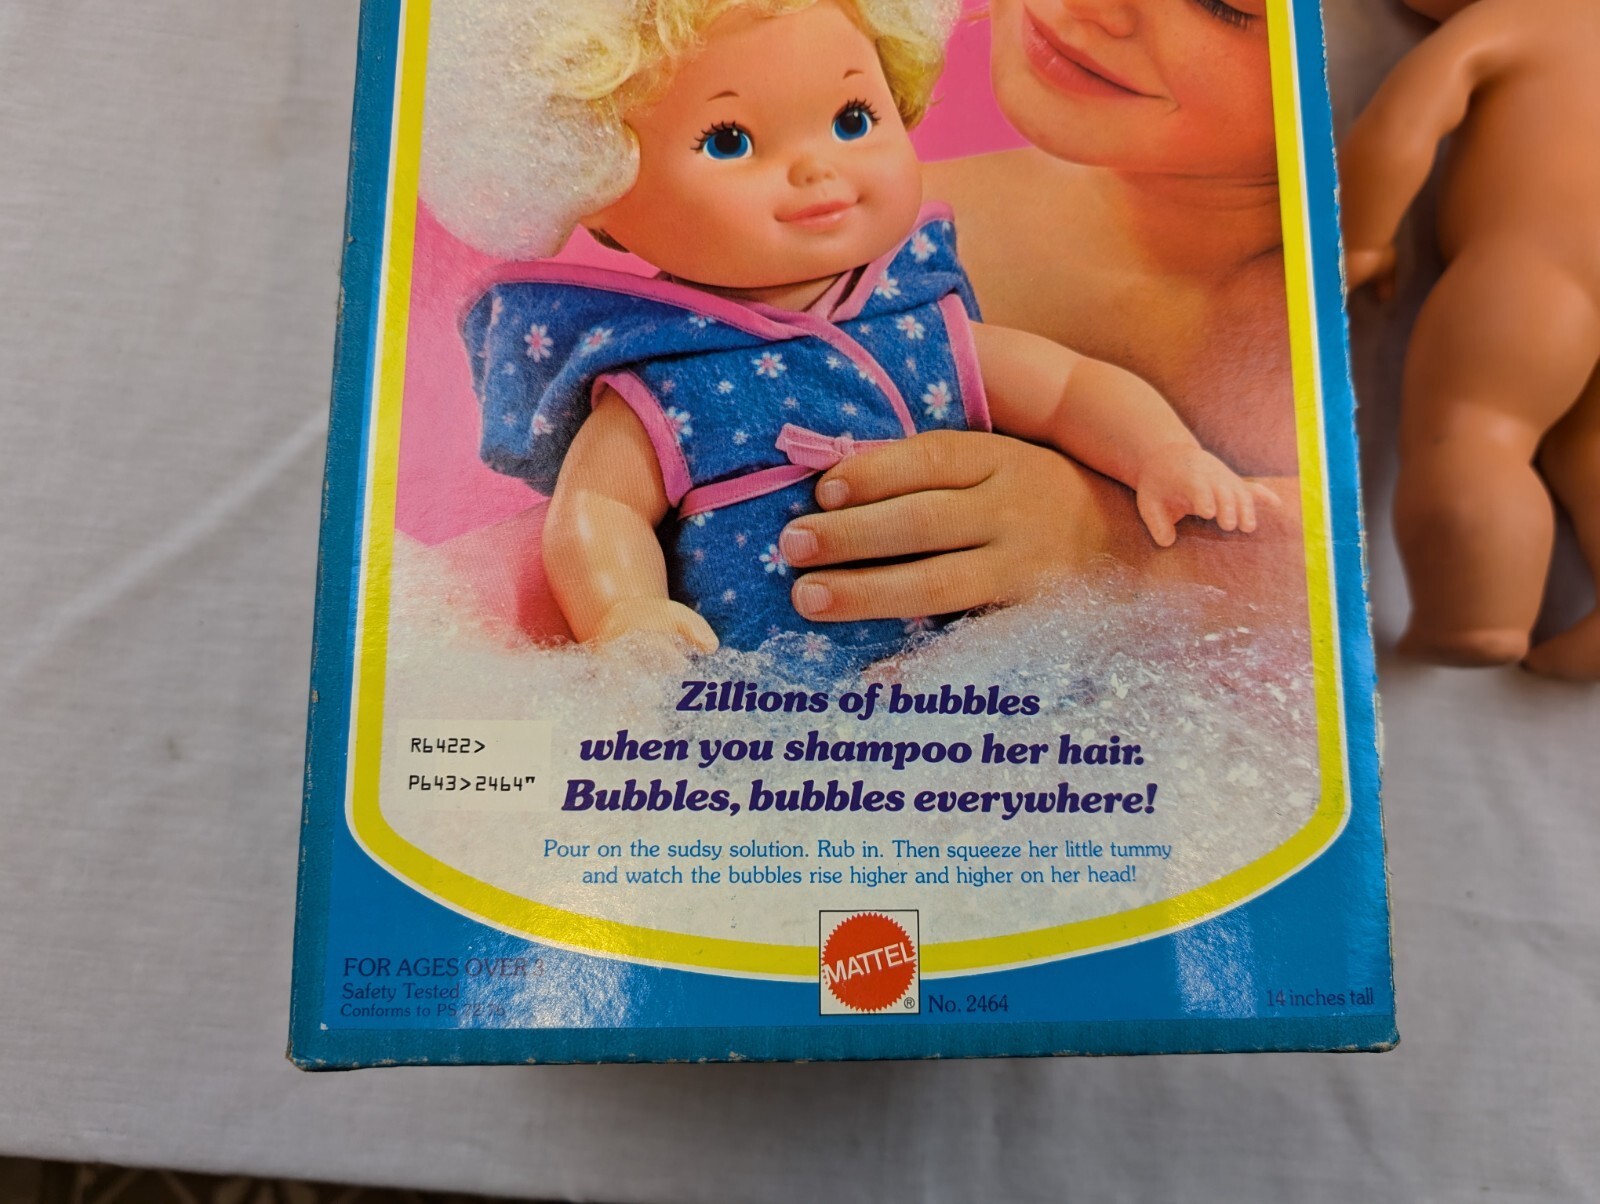 Zillions of bubbles
when you shampoo her hair.
Bubbles, bubbles everywhere!
R6422>
P643>2464"
Pour on the sudsy solution. Rub in. Then squeeze her little tummy
and watch the bubbles rise higher and higher on her head!
FOR AGES OVER 3
Safety Tested
Conforms to PS 72-76
MATTEL
®
No. 2464
14 inches tall